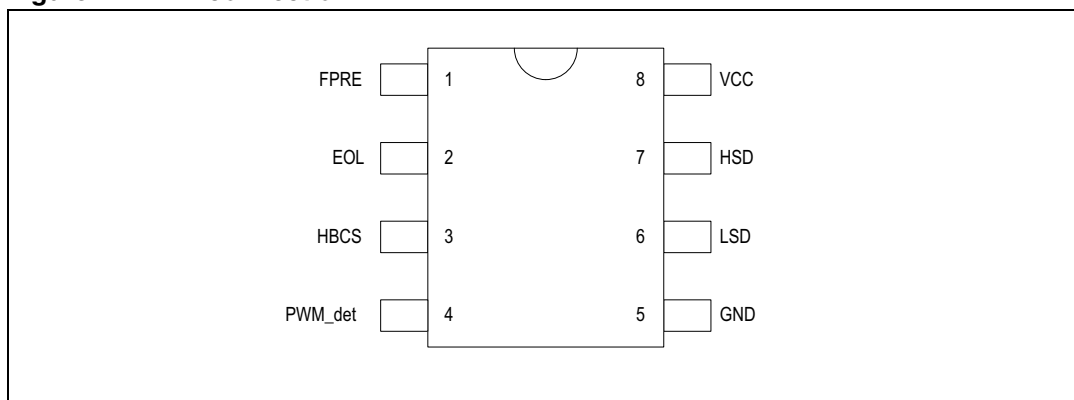 FPRE 1 8 VCC
EOL 2 7 HSD
HBCS 3 6 LSD
PWM_det 4 5 GND